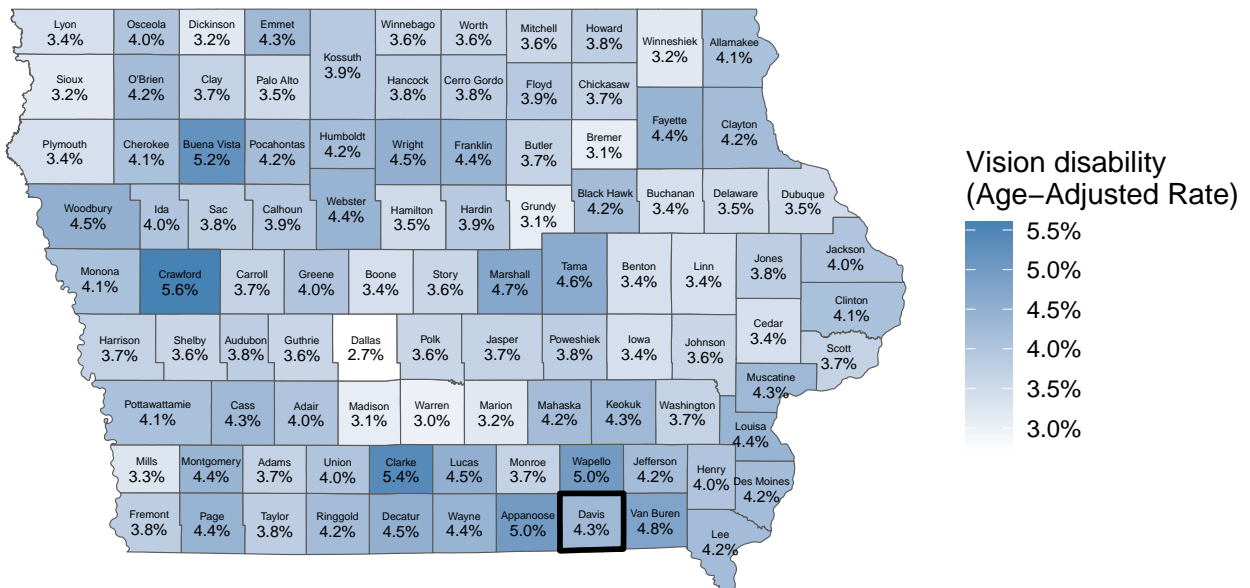 Lyon
3.4%
Osceola
4.0%
Dickinson
3.2%
Emmet
4.3%
Kossuth
3.9%
Winnebago
3.6%
Worth
3.6%
Mitchell
3.6%
Howard
3.8%
Winneshiek
3.2%
Allamakee
4.1%
Sioux
3.2%
O'Brien
4.2%
Clay
3.7%
Palo Alto
3.5%
Hancock
3.8%
Cerro Gordo
3.8%
Floyd
3.9%
Chickasaw
3.7%
Fayette
4.4%
Clayton
4.2%
Plymouth
3.4%
Cherokee
4.1%
Buena Vista
5.2%
Pocahontas
4.2%
Humboldt
4.2%
Wright
4.5%
Franklin
4.4%
Butler
3.7%
Bremer
3.1%
Woodbury
4.5%
Ida
4.0%
Sac
3.8%
Calhoun
3.9%
Webster
4.4%
Hamilton
3.5%
Hardin
3.9%
Grundy
3.1%
Black Hawk
4.2%
Buchanan
3.4%
Delaware
3.5%
Dubuque
3.5%
Monona
4.1%
Crawford
5.6%
Carroll
3.7%
Greene
4.0%
Boone
3.4%
Story
3.6%
Marshall
4.7%
Tama
4.6%
Benton
3.4%
Linn
3.4%
Jones
3.8%
Jackson
4.0%
Clinton
4.1%
Harrison
3.7%
Shelby
3.6%
Audubon
3.8%
Guthrie
3.6%
Dallas
2.7%
Polk
3.6%
Jasper
3.7%
Poweshiek
3.8%
Iowa
3.4%
Johnson
3.6%
Cedar
3.4%
Scott
3.7%
Muscatine
4.3%
Pottawattamie
4.1%
Cass
4.3%
Adair
4.0%
Madison
3.1%
Warren
3.0%
Marion
3.2%
Mahaska
4.2%
Keokuk
4.3%
Washington
3.7%
Louisa
4.4%
Mills
3.3%
Montgomery
4.4%
Adams
3.7%
Union
4.0%
Clarke
5.4%
Lucas
4.5%
Monroe
3.7%
Wapello
5.0%
Jefferson
4.2%
Henry
4.0%
Des Moines
4.2%
Fremont
3.8%
Page
4.4%
Taylor
3.8%
Ringgold
4.2%
Decatur
4.5%
Wayne
4.4%
Appanoose
5.0%
Davis
4.3%
Van Buren
4.8%
Lee
4.2%
Vision disability
(Age−Adjusted Rate)
5.5%
5.0%
4.5%
4.0%
3.5%
3.0%